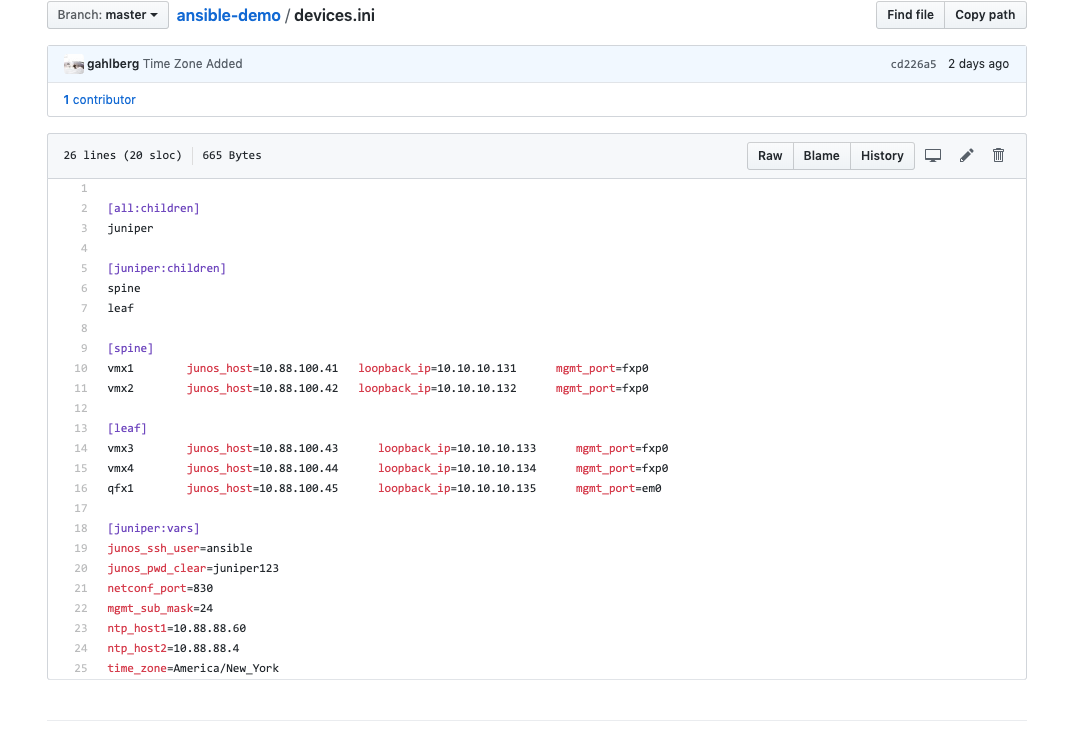 Branch: master ansible-demo / devices.ini Find file Copy path
gahlberg Time Zone Added cd226a5 2 days ago
1 contributor
26 lines (20 sloc) 665 Bytes Raw Blame History
1
2 [all:children]
3 juniper
4
5 [juniper:children]
6 spine
7 leaf
8
9 [spine]
10 vmx1 junos_host=10.88.100.41 loopback_ip=10.10.10.131 mgmt_port=fxp0
11 vmx2 junos_host=10.88.100.42 loopback_ip=10.10.10.132 mgmt_port=fxp0
12
13 [leaf]
14 vmx3 junos_host=10.88.100.43 loopback_ip=10.10.10.133 mgmt_port=fxp0
15 vmx4 junos_host=10.88.100.44 loopback_ip=10.10.10.134 mgmt_port=fxp0
16 qfx1 junos_host=10.88.100.45 loopback_ip=10.10.10.135 mgmt_port=em0
17
18 [juniper:vars]
19 junos_ssh_user=ansible
20 junos_pwd_clear=juniper123
21 netconf_port=830
22 mgmt_sub_mask=24
23 ntp_host1=10.88.88.60
24 ntp_host2=10.88.88.4
25 time_zone=America/New_York